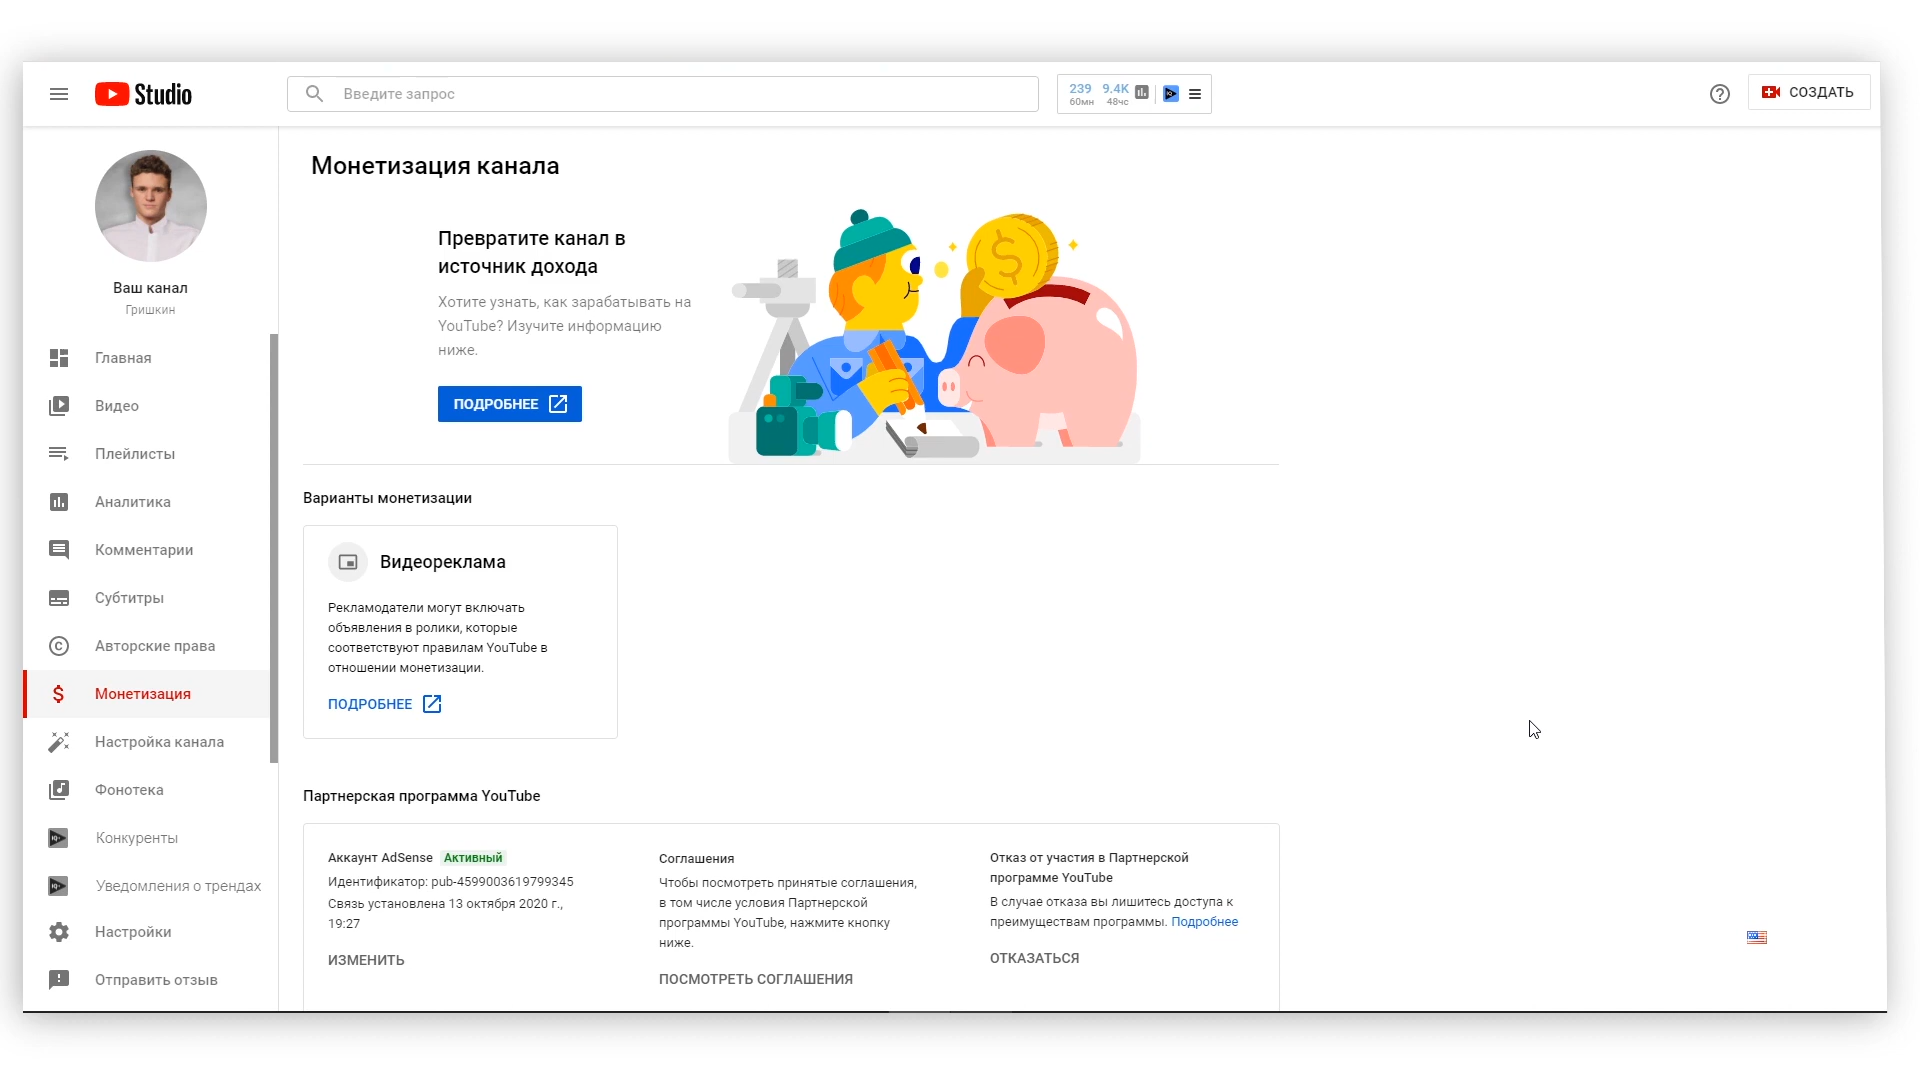 Studio
Введите запрос
239 9.4K
60мн 48чс
СОЗДАТЬ
Ваш канал
Гришкин
Главная
Видео
Плейлисты
Аналитика
Комментарии
Субтитры
Авторские права
Монетизация
Настройка канала
Фонотека
Конкуренты
Уведомления о трендах
Настройки
Отправить отзыв
Монетизация канала
Превратите канал в
источник дохода
Хотите узнать, как зарабатывать на
YouTube? Изучите информацию
ниже.
ПОДРОБНЕЕ
Варианты монетизации
Видеореклама
Рекламодатели могут включать
объявления в ролики, которые
соответствуют правилам YouTube в
отношении монетизации.
ПОДРОБНЕЕ
Партнерская программа YouTube
Аккаунт AdSense Активный
Идентификатор: pub-4599003619799345
Связь установлена 13 октября 2020 г.,
19:27
ИЗМЕНИТЬ
Соглашения
Чтобы посмотреть принятые соглашения,
в том числе условия Партнерской
программы YouTube, нажмите кнопку
ниже.
ПОСМОТРЕТЬ СОГЛАШЕНИЯ
Отказ от участия в Партнерской
программе YouTube
В случае отказа вы лишитесь доступа к
преимуществам программы. Подробнее
ОТКАЗАТЬСЯ